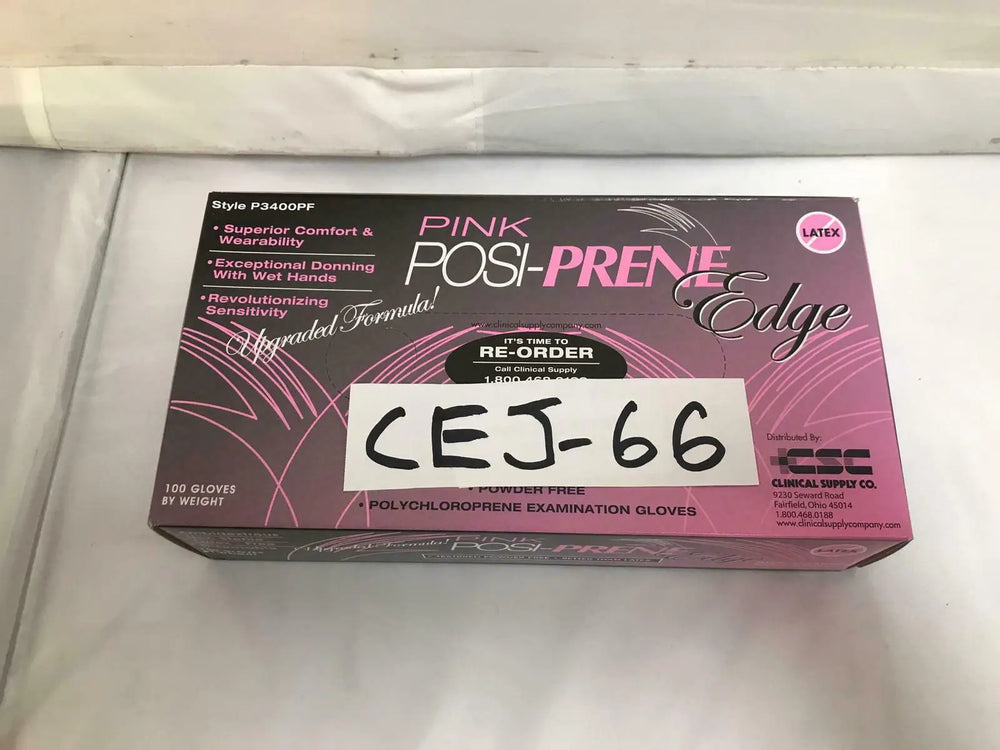 Style P3400PF
• Superior Comfort &
Wearability
• Exceptional Donning
With Wet Hands
• Revolutionizing
Sensitivity
Upgraded Formula!
PINK
POSI-PRENE
Edge
LATEX
www.clinicalsupplycompany.com
IT'S TIME TO
RE-ORDER
Call Clinical Supply
CEJ-66
100 GLOVES
BY WEIGHT
• POWDER FREE
• POLYCHLOROPRENE EXAMINATION GLOVES
Distributed By:
CSC
CLINICAL SUPPLY CO.
9230 Seward Road
Fairfield, Ohio 45014
1.800.468.0188
www.clinicalsupplycompany.com
Upgraded Formula!
PINK
POSI-PRENE
Edge
LATEX